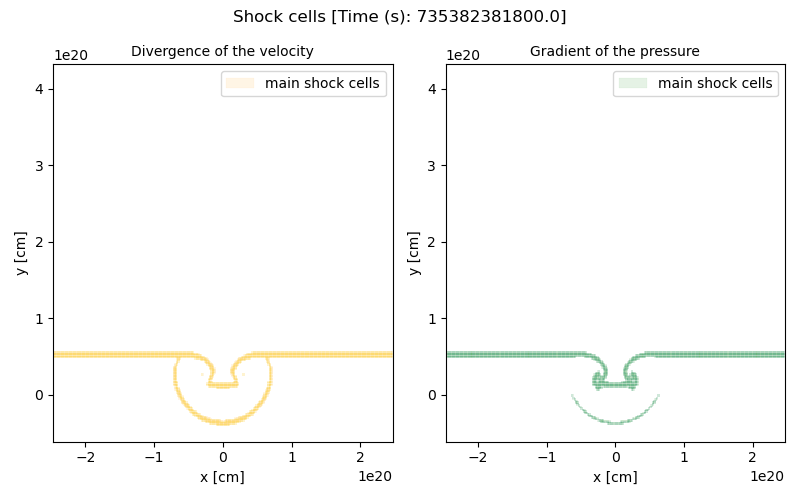 Shock cells [Time (s): 735382381800.0]
Divergence of the velocity
1e20
main shock cells
4
3
2
1
0
y [cm]
−2
−1
0
1
2
x [cm]
1e20
Gradient of the pressure
1e20
main shock cells
4
3
2
1
0
y [cm]
−2
−1
0
1
2
x [cm]
1e20